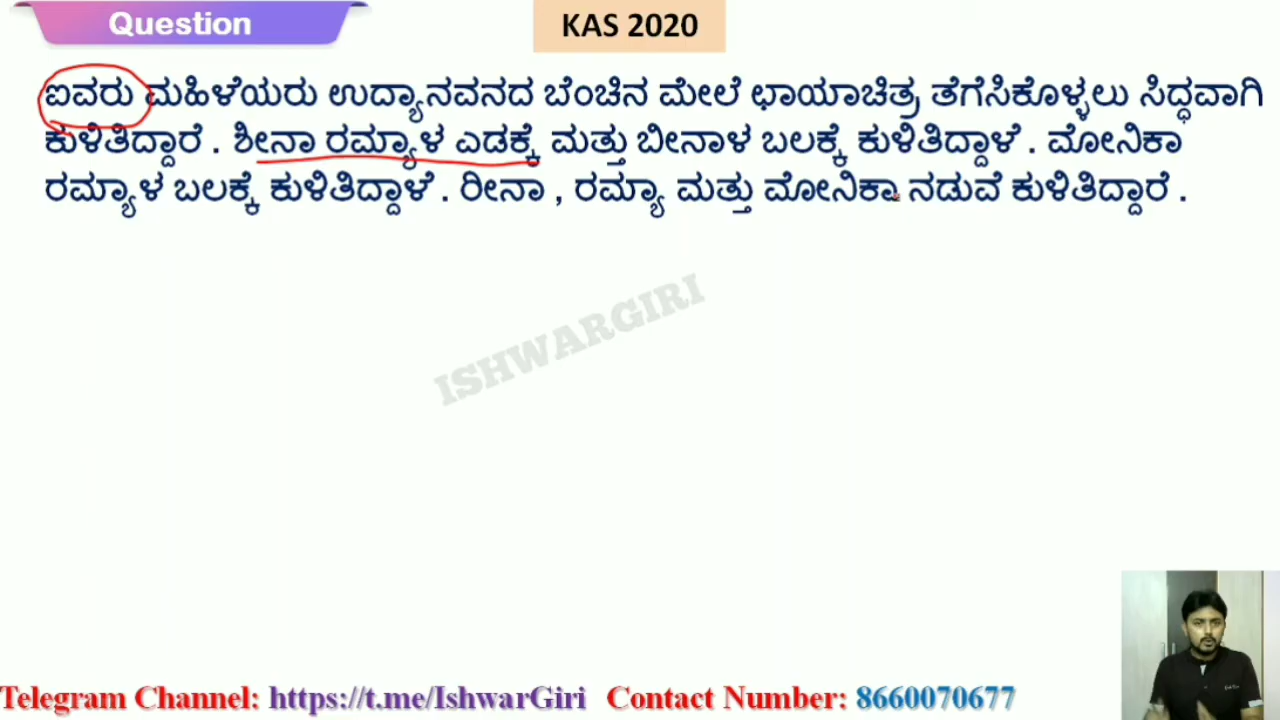 Question
KAS 2020
ಐವರು ಮಹಿಳೆಯರು ಉದ್ಯಾನವನದ ಬೆಂಚಿನ ಮೇಲೆ ಛಾಯಾಚಿತ್ರ ತೆಗೆಸಿಕೊಳ್ಳಲು ಸಿದ್ಧವಾಗಿ
ಕುಳಿತಿದ್ದಾರೆ . ಶೀನಾ ರಮ್ಯಾಳ ಎಡಕ್ಕೆ ಮತ್ತು ಬೀನಾಳ ಬಲಕ್ಕೆ ಕುಳಿತಿದ್ದಾಳೆ . ಮೋನಿಕಾ
ರಮ್ಯಾಳ ಬಲಕ್ಕೆ ಕುಳಿತಿದ್ದಾಳೆ . ರೀನಾ , ರಮ್ಯಾ ಮತ್ತು ಮೋನಿಕಾ ನಡುವೆ ಕುಳಿತಿದ್ದಾರೆ .
ISHWARGIRI
Telegram Channel: https://t.me/IshwarGiri Contact Number: 8660070677